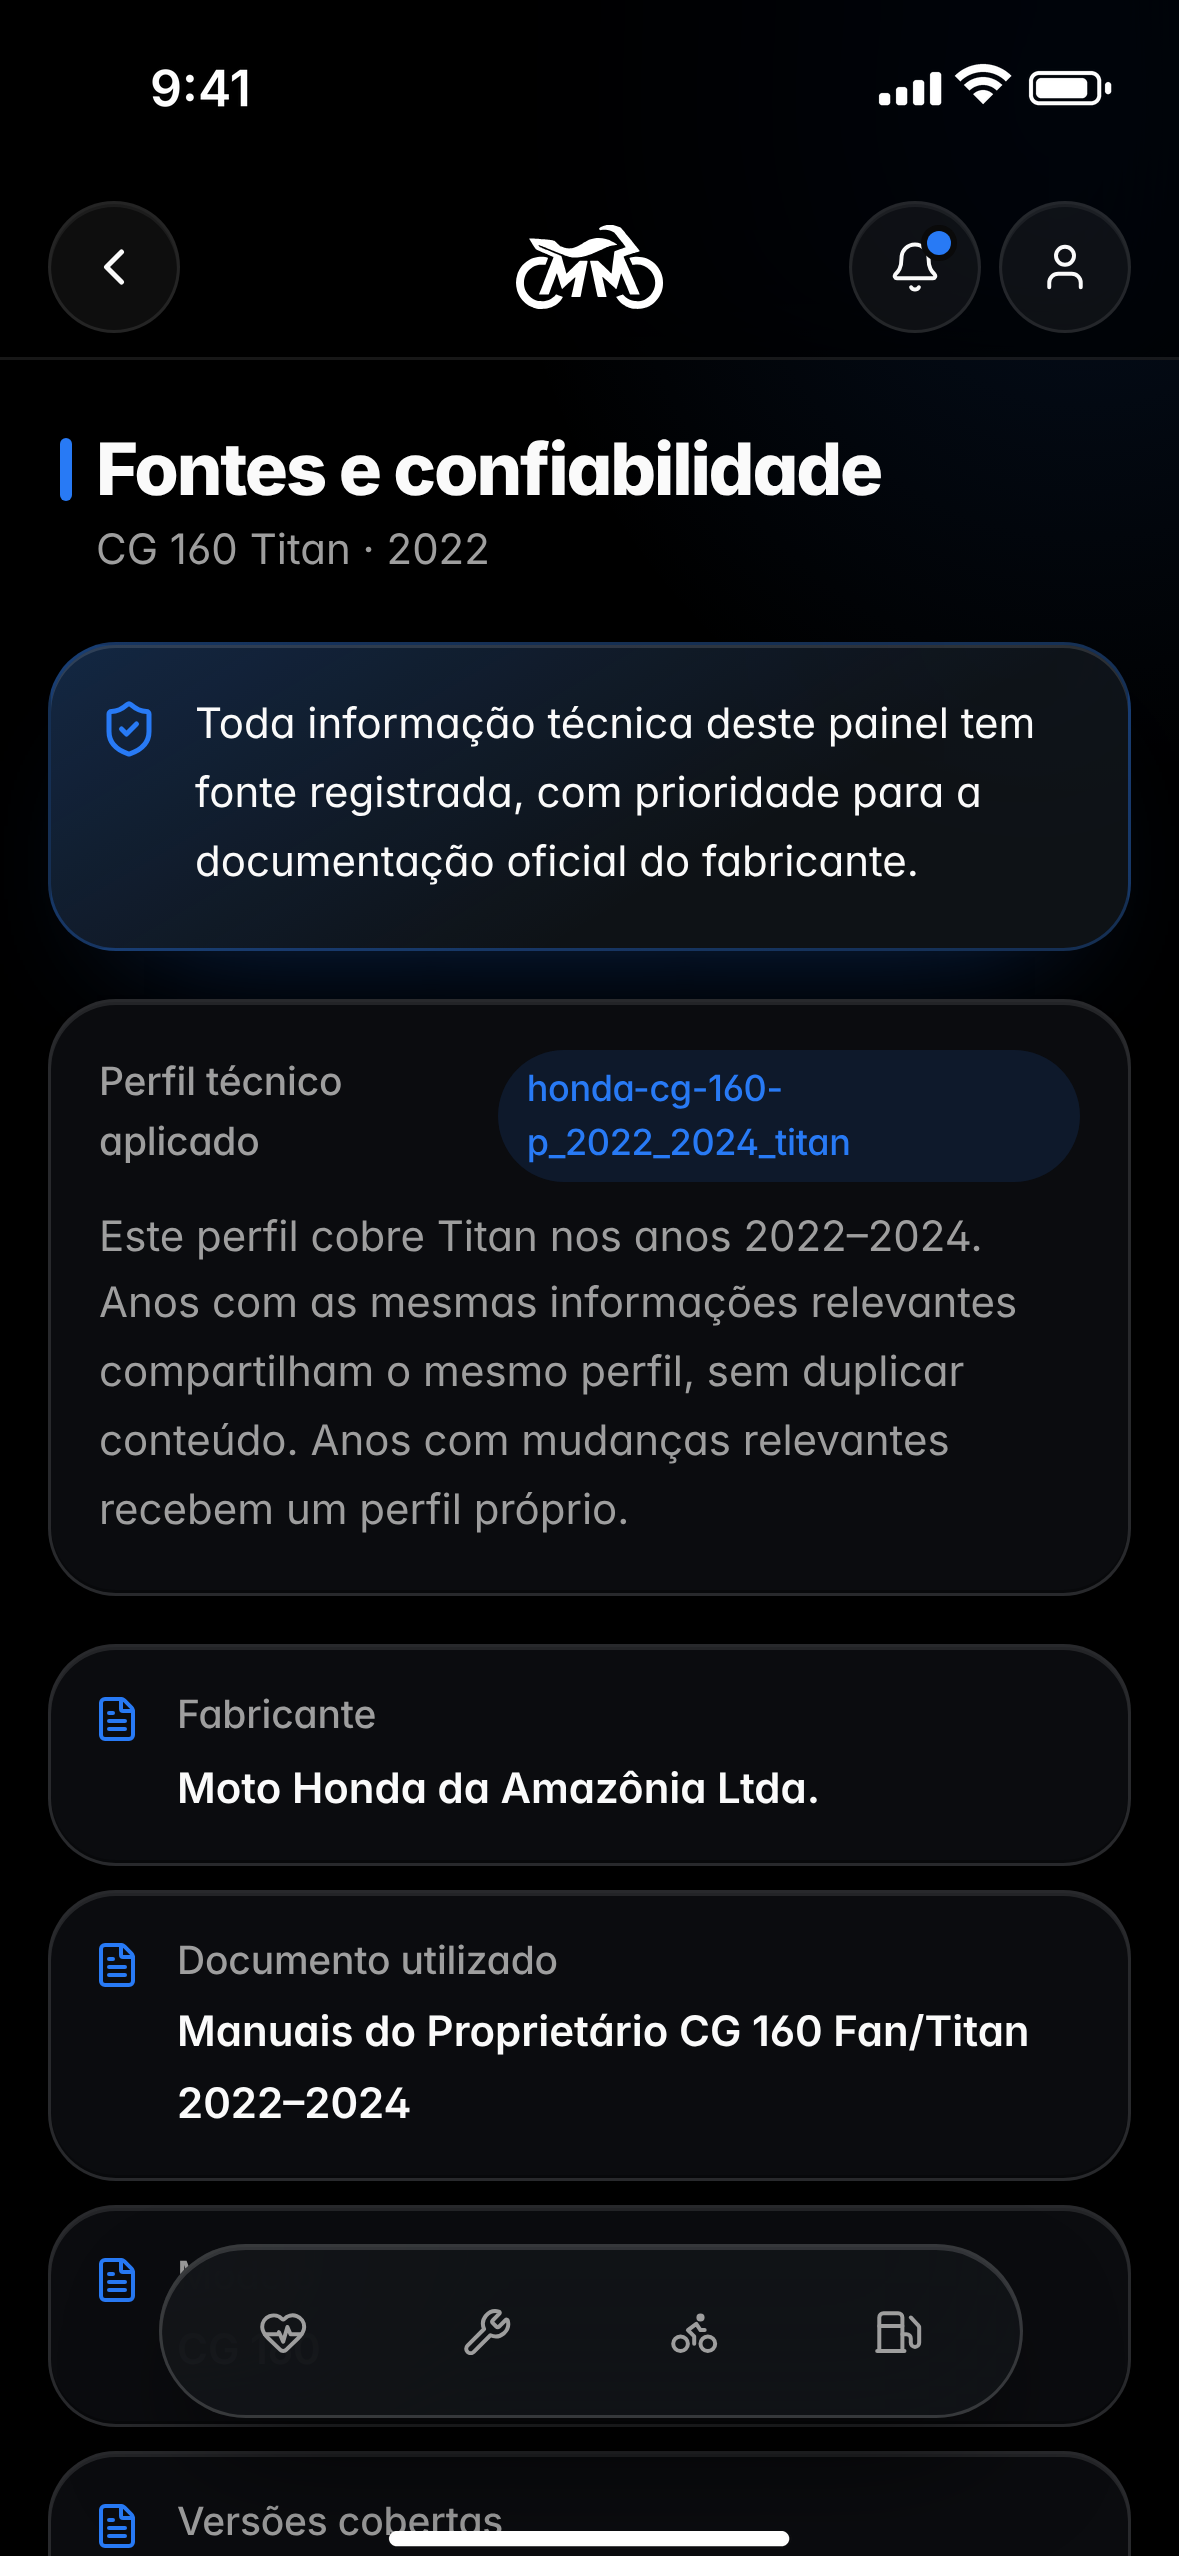 9:41
MM
Fontes e confiabilidade
CG 160 Titan · 2022
Toda informação técnica deste painel tem
fonte registrada, com prioridade para a
documentação oficial do fabricante.
Perfil técnico
aplicado
honda-cg-160-
p_2022_2024_titan
Este perfil cobre Titan nos anos 2022–2024.
Anos com as mesmas informações relevantes
compartilham o mesmo perfil, sem duplicar
conteúdo. Anos com mudanças relevantes
recebem um perfil próprio.
Fabricante
Moto Honda da Amazônia Ltda.
Documento utilizado
Manuais do Proprietário CG 160 Fan/Titan
2022–2024
CG 160
Versões cobertas